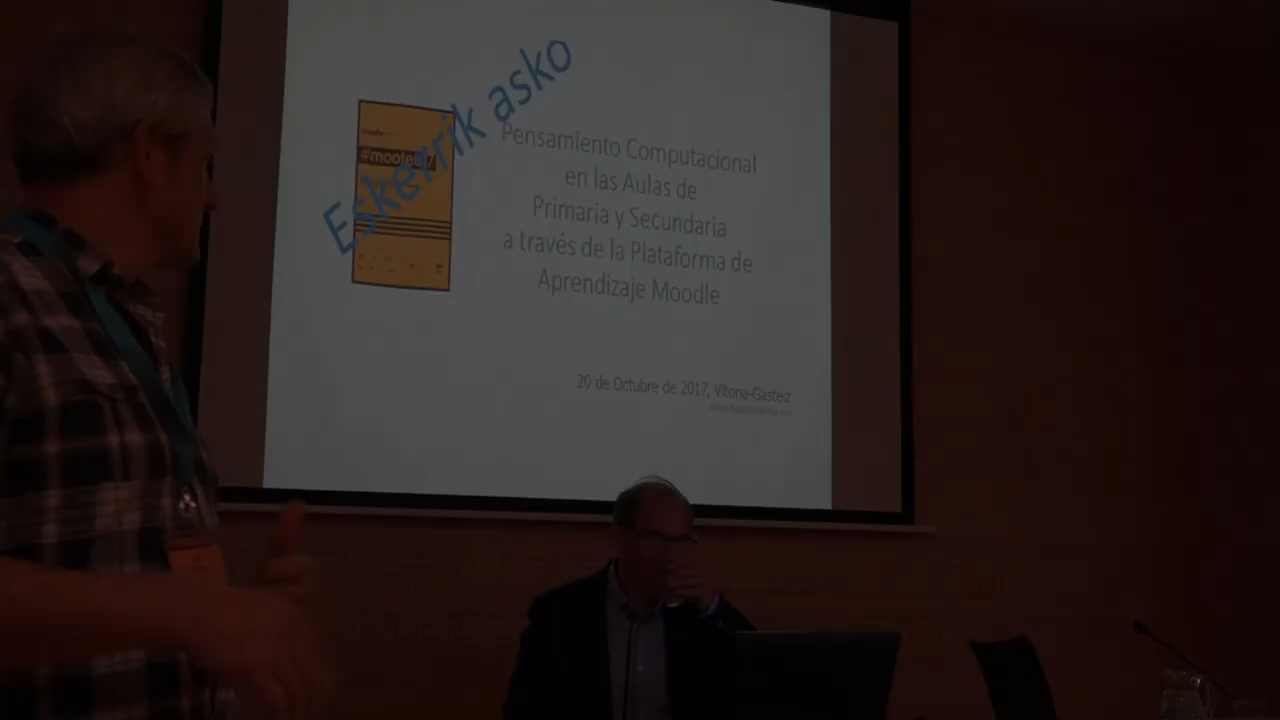 Eskerrik asko
#mootes17
Pensamiento Computacional
en las Aulas de
Primaria y Secundaria
a través de la Plataforma de
Aprendizaje Moodle
20 de Octubre de 2017, Vitoria-Gasteiz